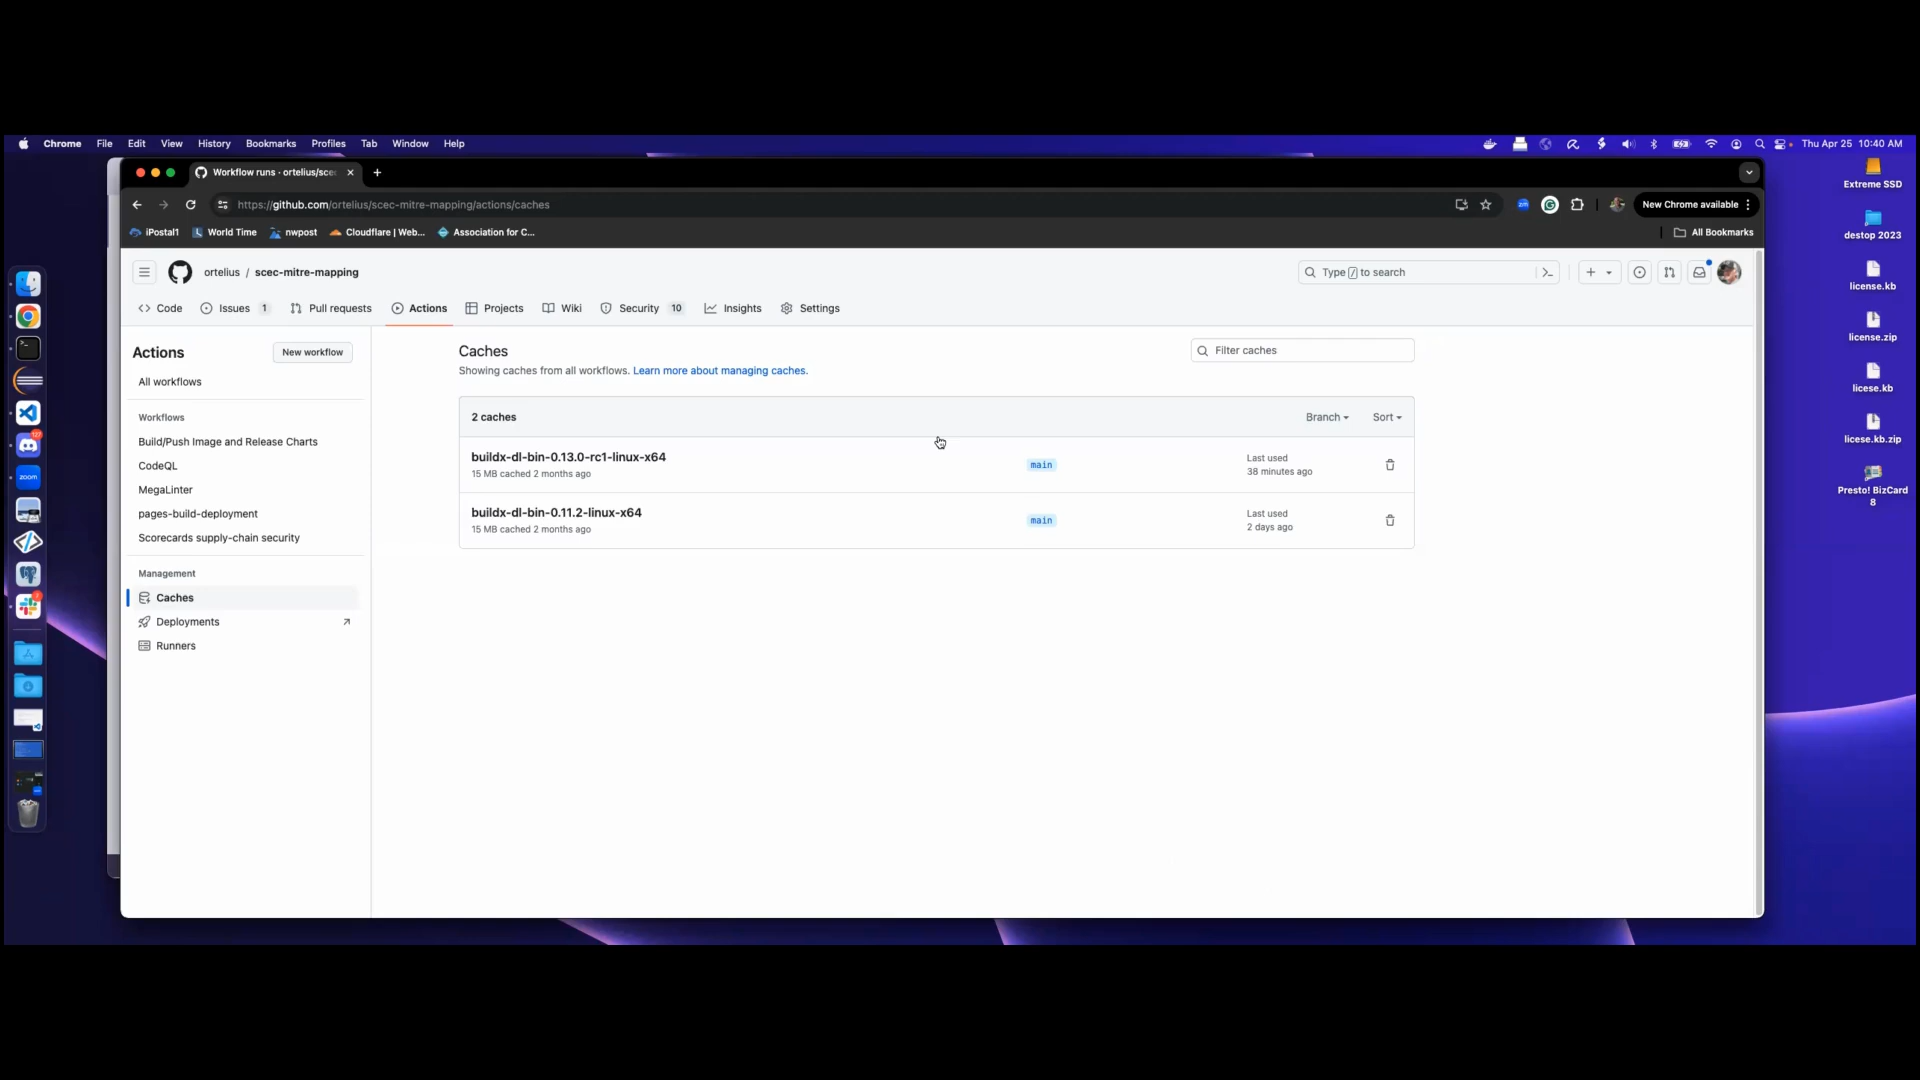 Chrome File Edit View History Bookmarks Profiles Tab Window Help
Thu Apr 25 10:40 AM
Workflow runs · ortelius/scec
https://github.com/ortelius/scec-mitre-mapping/actions/caches
New Chrome available
iPostal1 World Time nwpost Cloudflare | Web... Association for C...
All Bookmarks
ortelius / scec-mitre-mapping
Type / to search
Code Issues 1 Pull requests Actions Projects Wiki Security 10 Insights Settings
Actions
New workflow
All workflows
Workflows
Build/Push Image and Release Charts
CodeQL
MegaLinter
pages-build-deployment
Scorecards supply-chain security
Management
Caches
Deployments
Runners
Caches
Filter caches
Showing caches from all workflows. Learn more about managing caches.
2 caches
Branch Sort
buildx-dl-bin-0.13.0-rc1-linux-x64
15 MB cached 2 months ago
main
Last used
38 minutes ago
buildx-dl-bin-0.11.2-linux-x64
15 MB cached 2 months ago
main
Last used
2 days ago
Extreme SSD
destop 2023
license.kb
license.zip
licese.kb
licese.kb.zip
Presto! BizCard
8
zoom